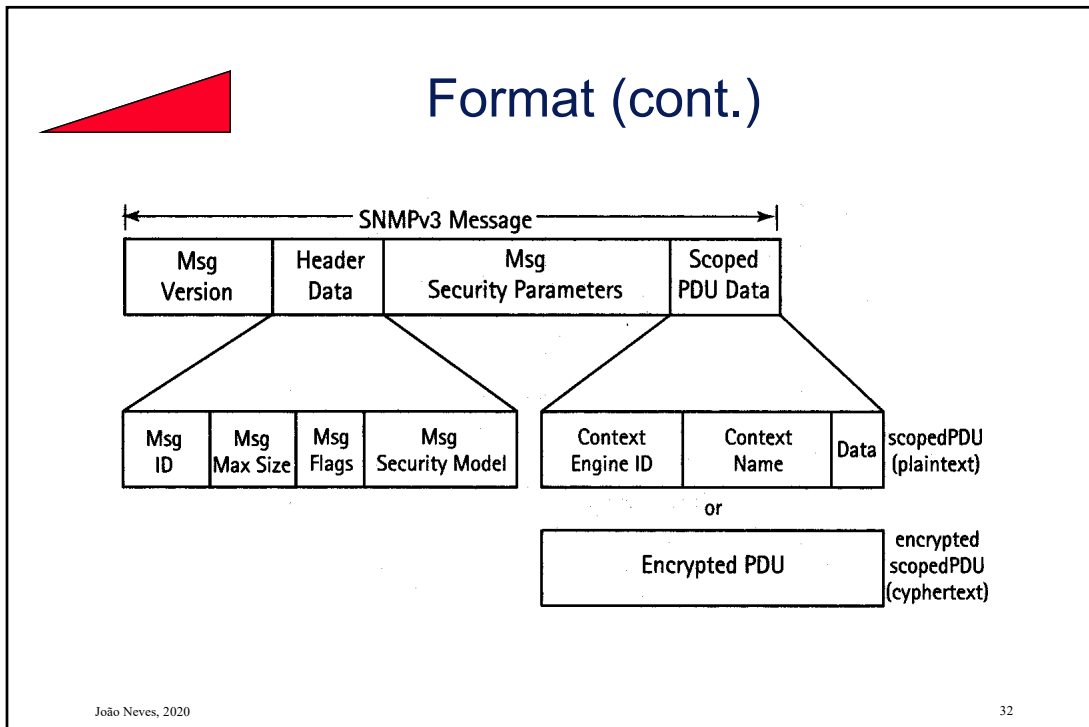 Format (cont.)
SNMPv3 Message
Msg
Version
Header
Data
Msg
Security Parameters
Scoped
PDU Data
Msg
ID
Msg
Max Size
Msg
Flags
Msg
Security Model
Context
Engine ID
Context
Name
Data
scopedPDU
(plaintext)
or
Encrypted PDU
encrypted
scopedPDU
(cyphertext)
João Neves, 2020
32